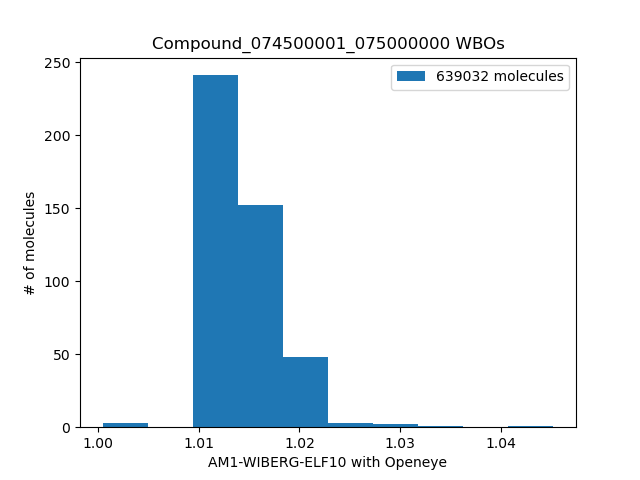 Compound_074500001_075000000 WBOs
639032 molecules
250
200
150
100
50
0
# of molecules
1.00 1.01 1.02 1.03 1.04
AM1-WIBERG-ELF10 with Openeye